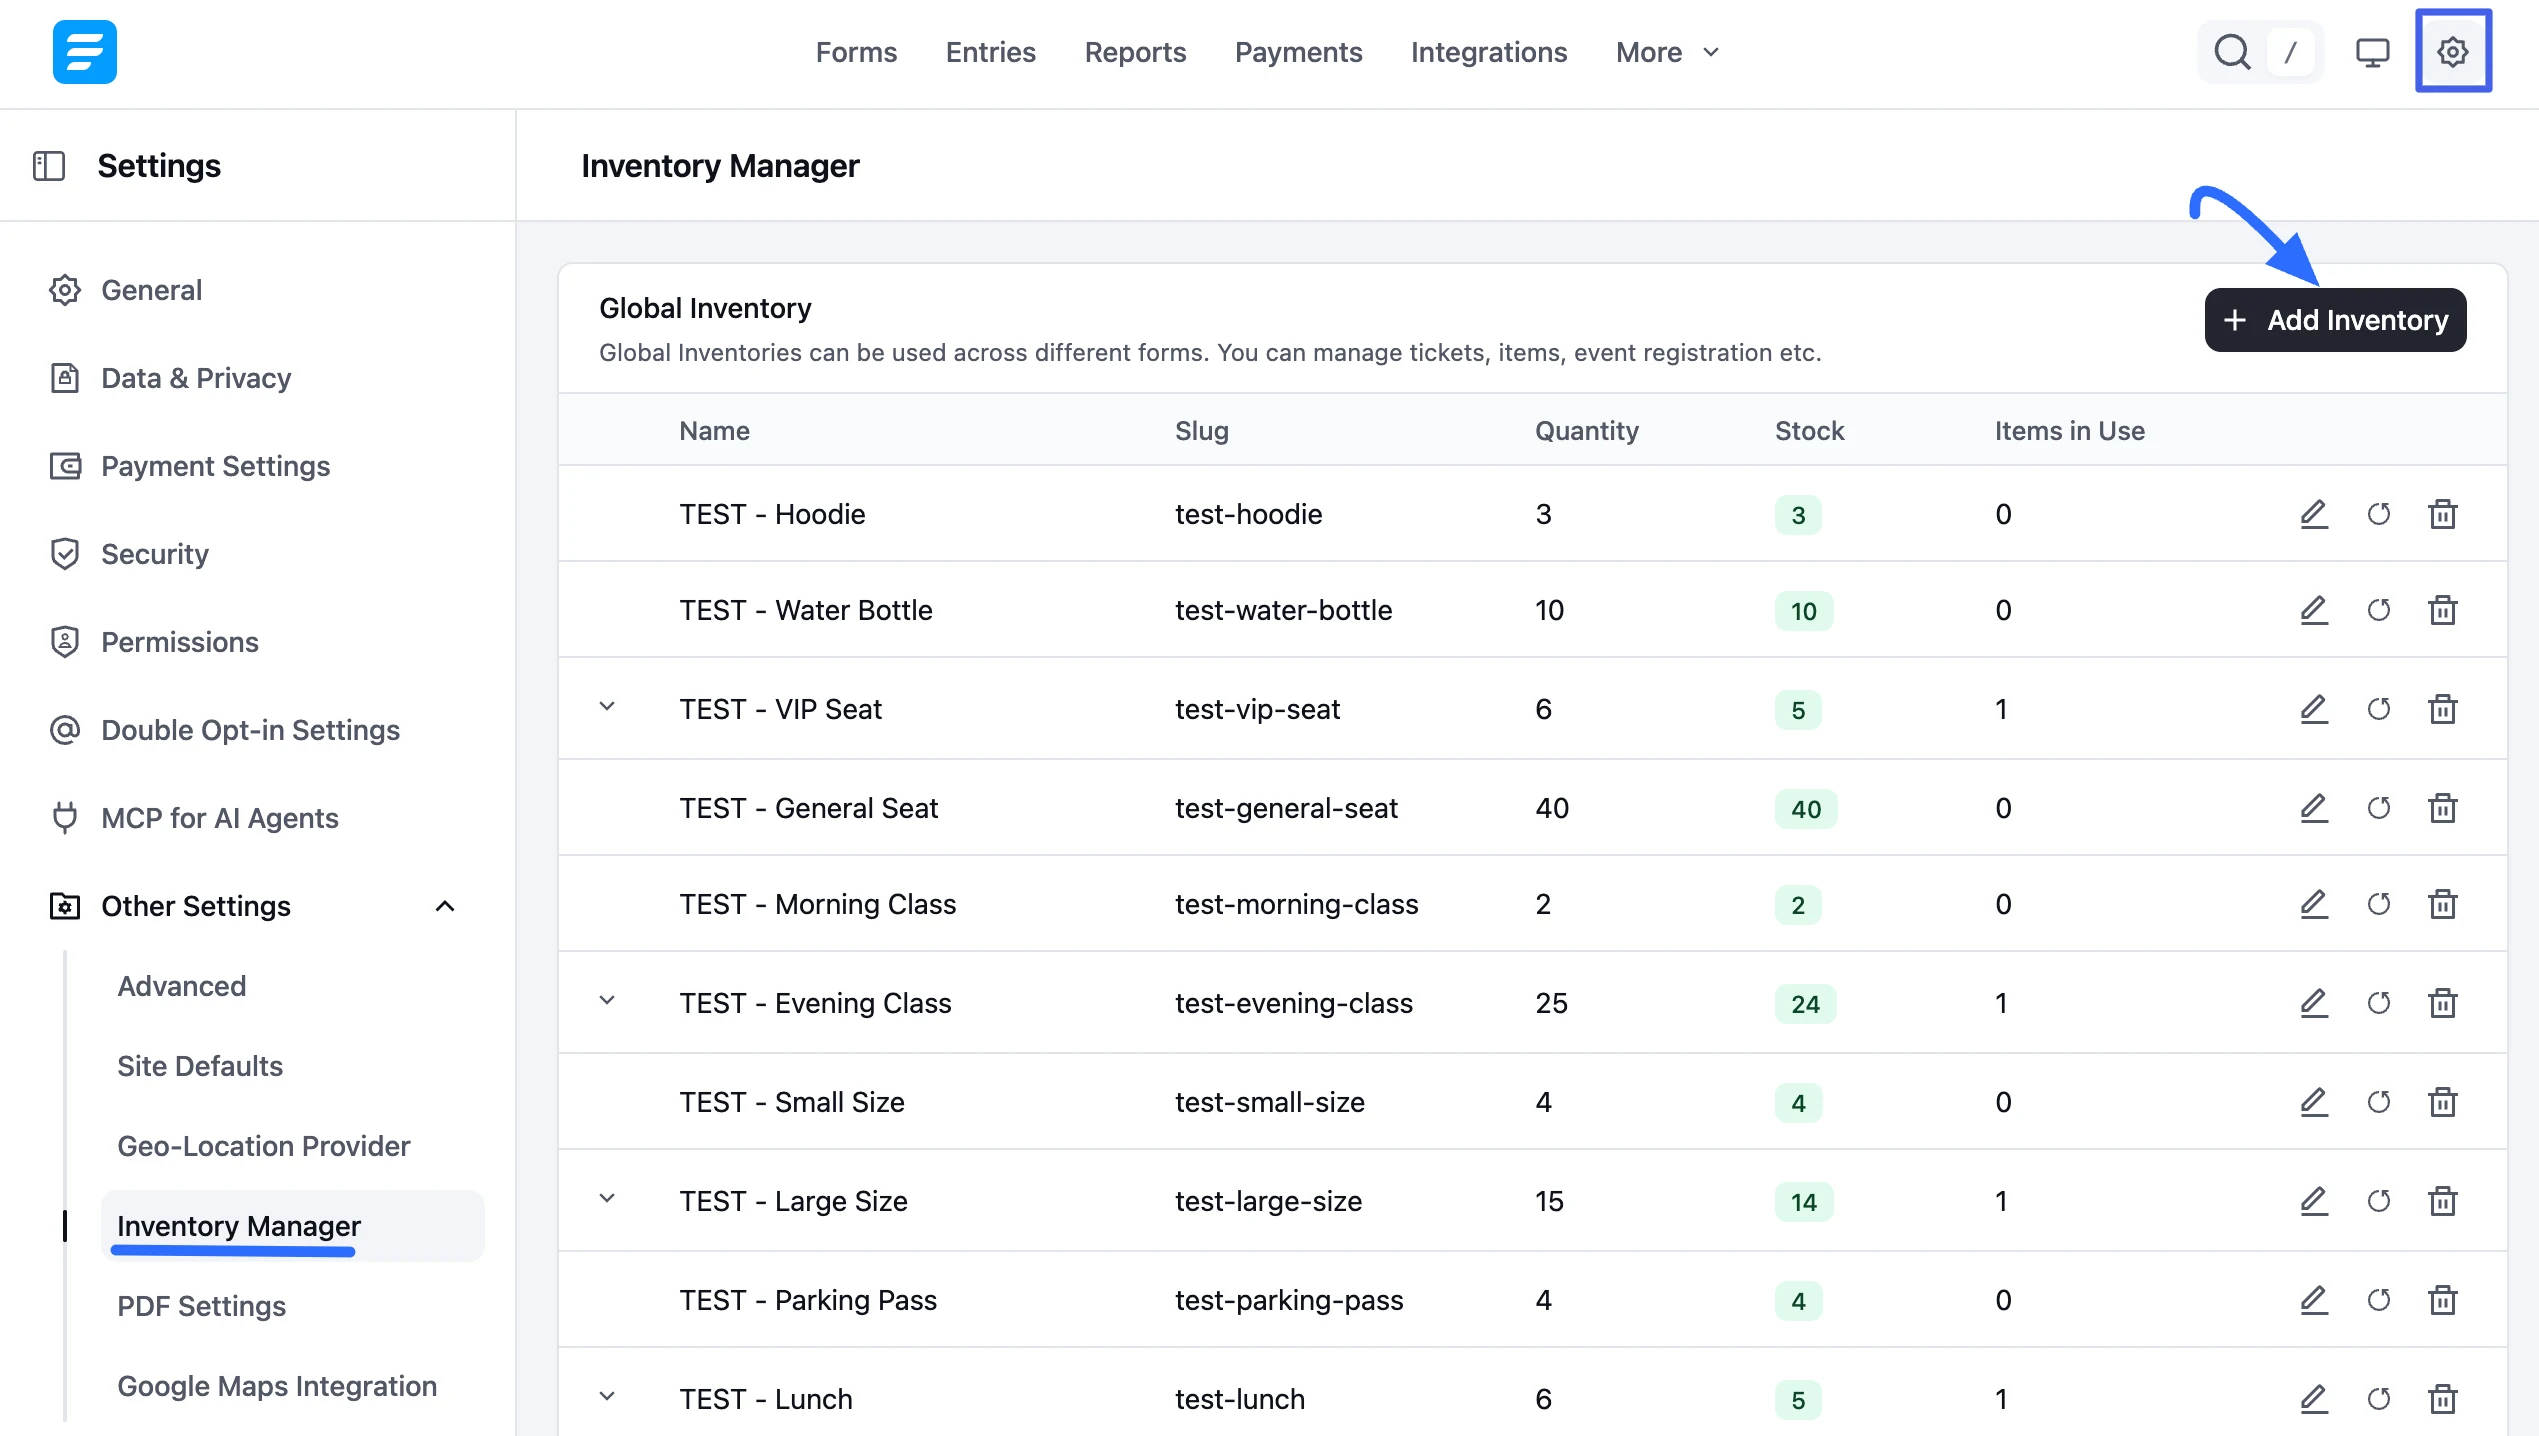 Forms Entries Reports Payments Integrations More /
Settings
Inventory Manager
General
Data & Privacy
Payment Settings
Security
Permissions
Double Opt-in Settings
MCP for AI Agents
Other Settings
Advanced
Site Defaults
Geo-Location Provider
Inventory Manager
PDF Settings
Google Maps Integration
Global Inventory
Global Inventories can be used across different forms. You can manage tickets, items, event registration etc.
+ Add Inventory
Name Slug Quantity Stock Items in Use
TEST - Hoodie test-hoodie 3 3 0
TEST - Water Bottle test-water-bottle 10 10 0
TEST - VIP Seat test-vip-seat 6 5 1
TEST - General Seat test-general-seat 40 40 0
TEST - Morning Class test-morning-class 2 2 0
TEST - Evening Class test-evening-class 25 24 1
TEST - Small Size test-small-size 4 4 0
TEST - Large Size test-large-size 15 14 1
TEST - Parking Pass test-parking-pass 4 4 0
TEST - Lunch test-lunch 6 5 1